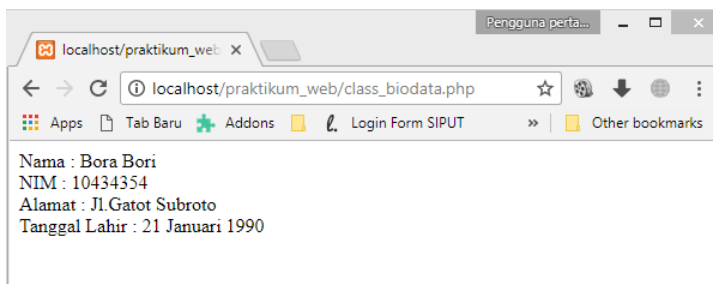 Pengguna perta...
localhost/praktikum_web
localhost/praktikum_web/class_biodata.php
Apps Tab Baru Addons Login Form SIPUT » Other bookmarks
Nama : Bora Bori
NIM : 10434354
Alamat : Jl.Gatot Subroto
Tanggal Lahir : 21 Januari 1990